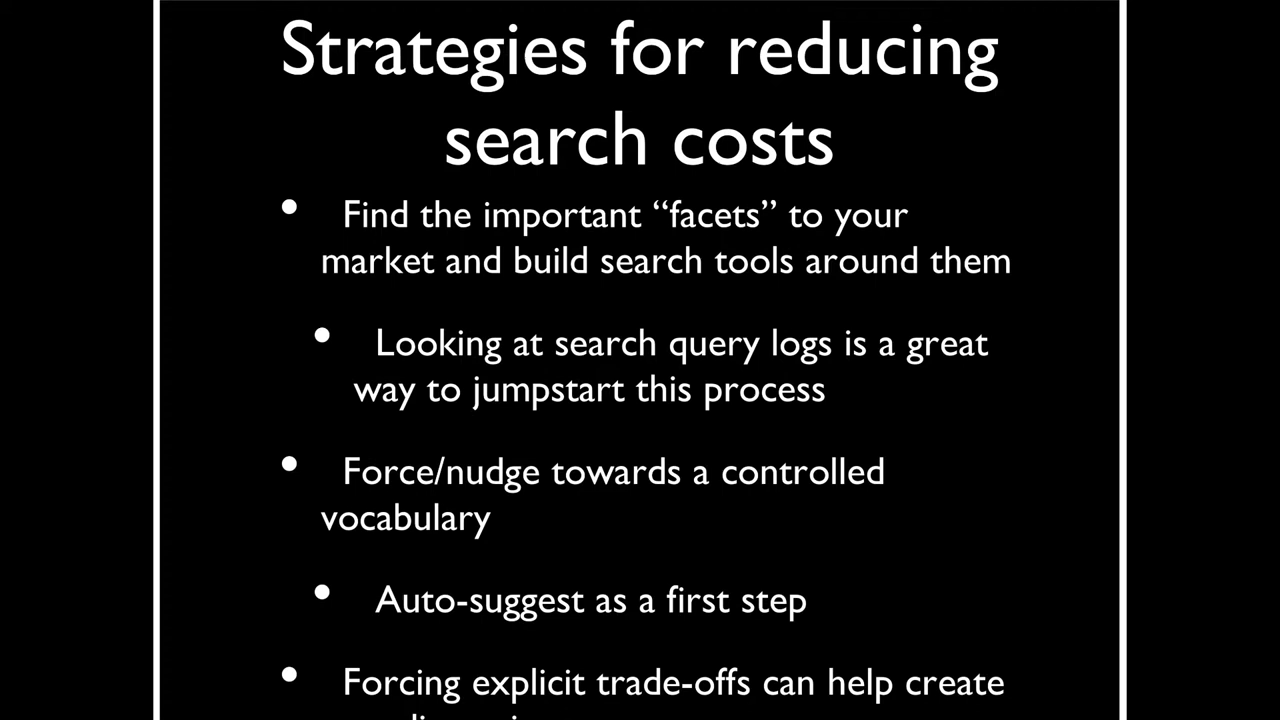 Strategies for reducing
search costs
• Find the important “facets” to your
market and build search tools around them
• Looking at search query logs is a great
way to jumpstart this process
• Force/nudge towards a controlled
vocabulary
• Auto-suggest as a first step
• Forcing explicit trade-offs can help create